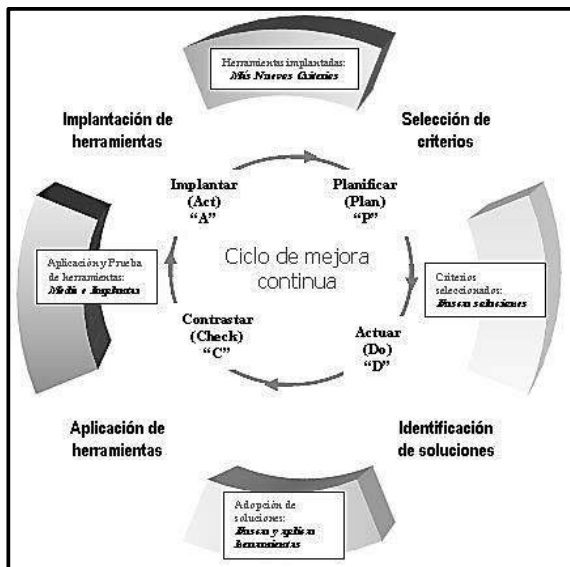 Herramientas implantadas:
Más Nuevos Criterios
Implantación de
herramientas
Selección de
criterios
Implantar
(Act)
“A”
Planificar
(Plan)
“P”
Aplicación y Prueba
de herramientas:
Medir e Implantar
Ciclo de mejora
continua
Criterios
seleccionados:
Buscar soluciones
Contrastar
(Check)
“C”
Actuar
(Do)
“D”
Aplicación de
herramientas
Identificación
de soluciones
Adopción de
soluciones:
Buscar y aplicar
herramientas